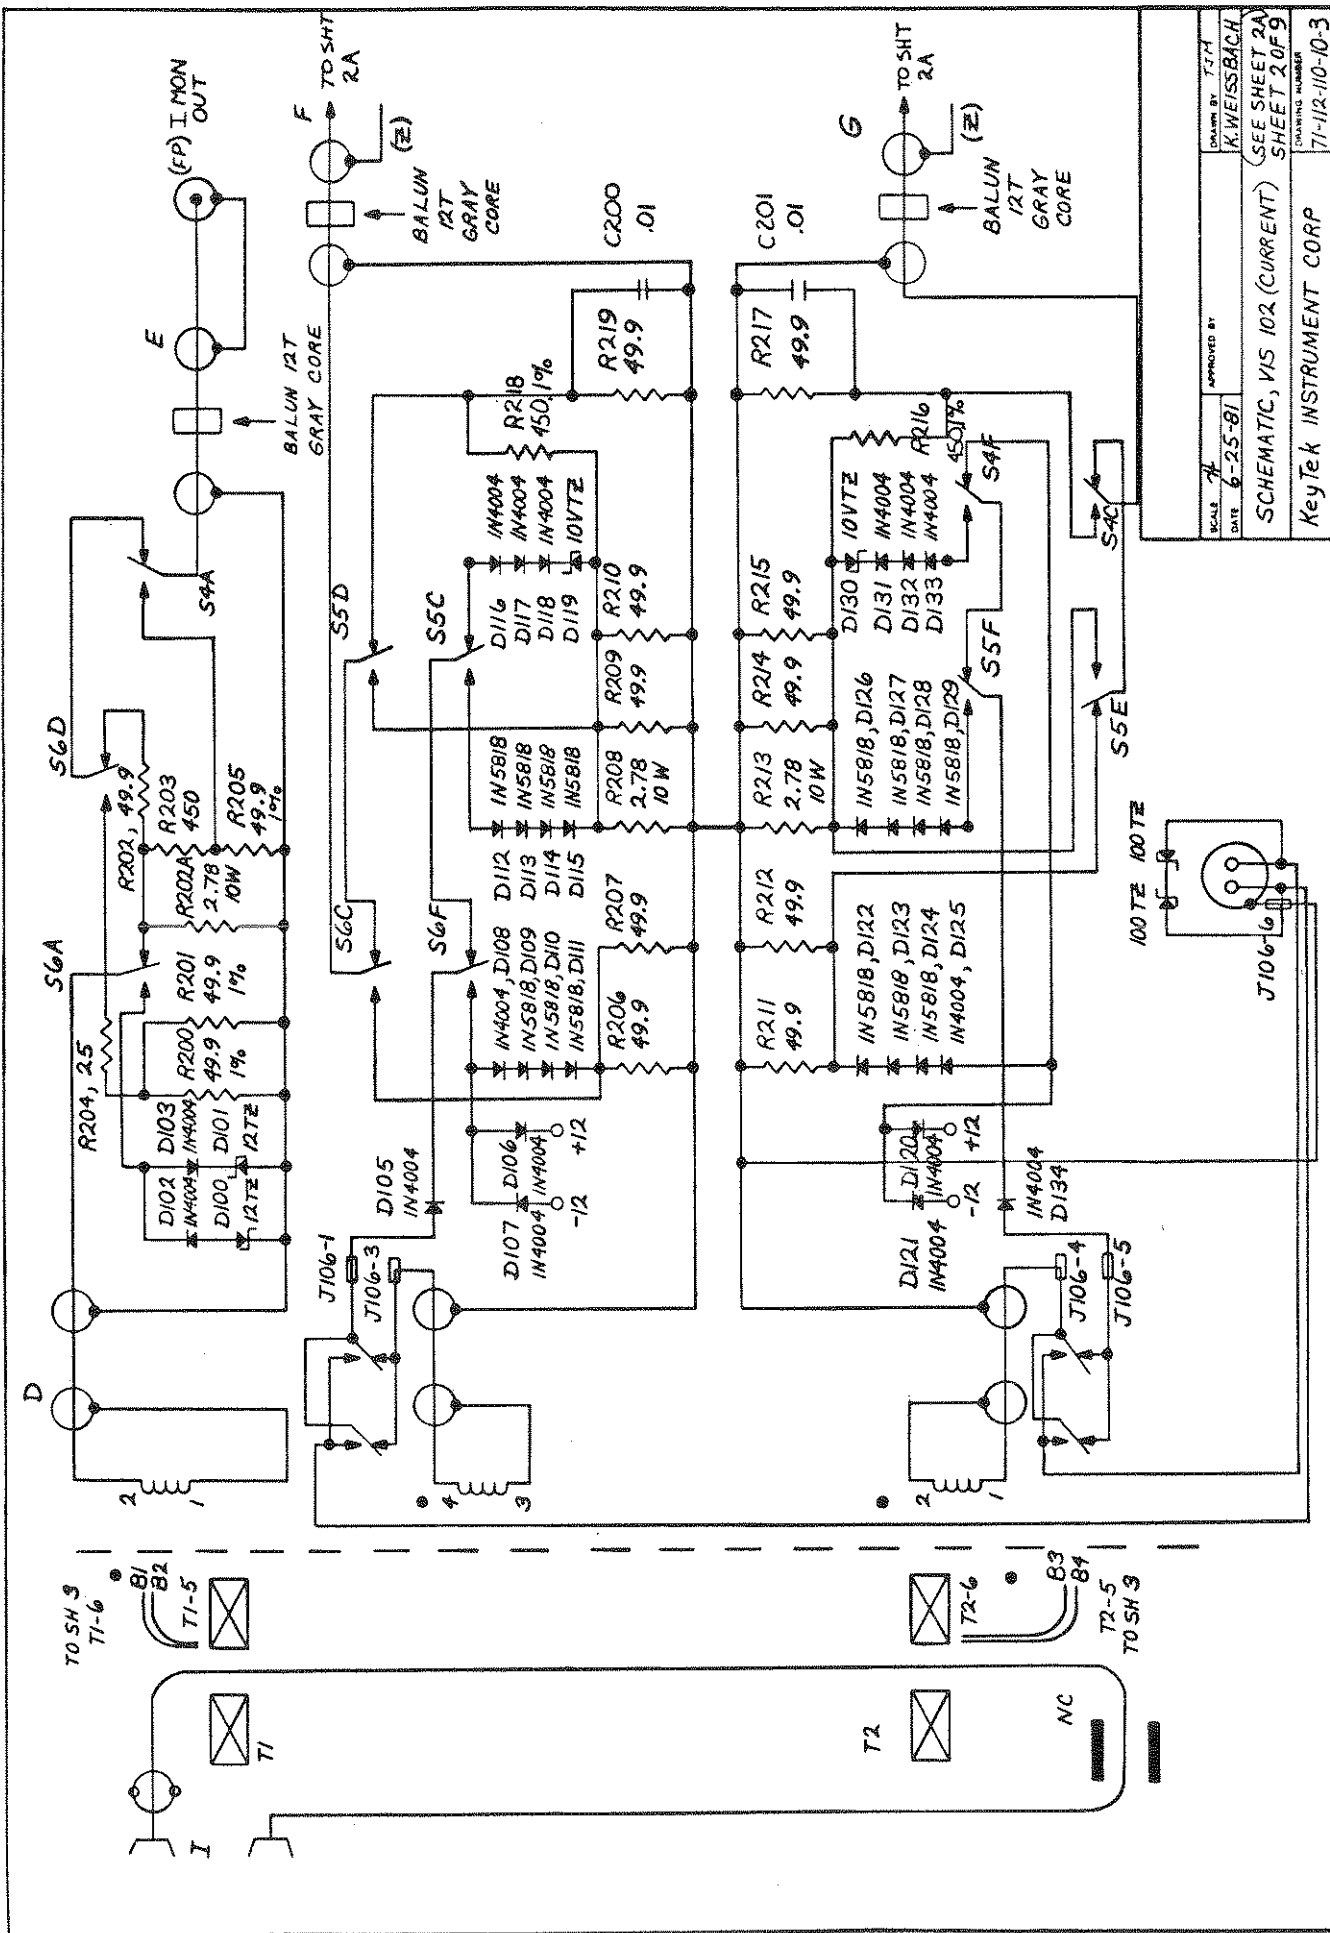 (FP) I MON
OUT
E
BALUN 12T
GRAY CORE
S4A
S6D
R202, 49.9
R203
450
R205
49.9
1%
R202A
2.78
10W
S6A
R201
49.9
1%
R200
49.9
1%
R204, 25
D103
IN4004
D101
12TZ
D102
IN4004
D100
12TZ
D
2
1
TO SHT
2A
F
(Z)
BALUN
12T
GRAY
CORE
C200
.01
R219
49.9
R218
450,1%
IN4004
IN4004
IN4004
10VTZ
S5D
S5C
D116
D117
D118
D119
R210
49.9
R209
49.9
R208
2.78
10W
IN5818
IN5818
IN5818
IN5818
D112
D113
D114
D115
S6C
S6F
R207
49.9
R206
49.9
IN4004, D108
IN5818, D109
IN5818, D110
IN5818, D111
D105
IN4004
D106
IN4004
+12
D107
IN4004
-12
J106-1
J106-3
4
3
TO SHT
2A
G
(Z)
BALUN
12T
GRAY
CORE
C201
.01
R217
49.9
R216
450,1%
S4F
S4C
10VTZ
IN4004
IN4004
IN4004
D130
D131
D132
D133
R215
49.9
R214
49.9
R213
2.78
10W
S5F
S5E
IN5818, D126
IN5818, D127
IN5818, D128
IN5818, D129
R212
49.9
R211
49.9
IN5818, D122
IN5818, D123
IN5818, D124
IN4004, D125
D120
IN4004
+12
D121
IN4004
-12
IN4004
D134
J106-4
J106-5
2
1
100TZ 100TZ
J106-6
TO SH 3
T1-6
B1
B2
T1-5
T1
I
T2-6
B3
B4
T2-5
TO SH 3
T2
NC
SCALE
APPROVED BY
DRAWN BY TJM
DATE 6-25-81
K. WEISSBACH
SCHEMATIC, VIS 102 (CURRENT)
(SEE SHEET 2A)
SHEET 2 OF 9
KeyTek INSTRUMENT CORP
DRAWING NUMBER
71-112-110-10-3